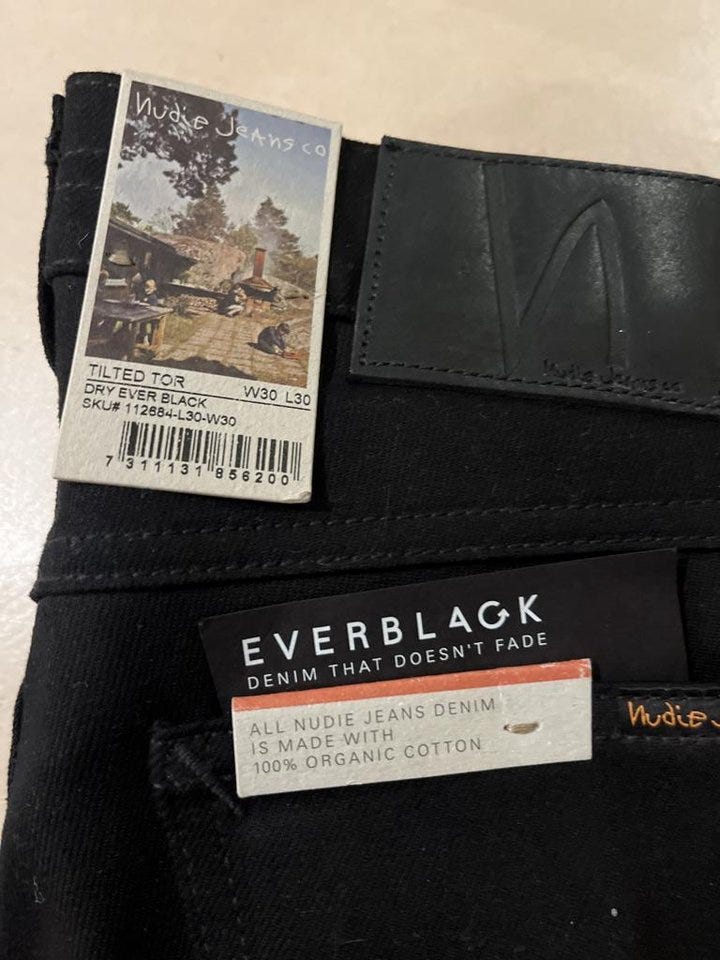 Nudie Jeans co
TILTED TOR W30 L30
DRY EVER BLACK
SKU# 112684-L30-W30
7 311131 856200
Nudie Jeans co
EVERBLACK
DENIM THAT DOESN'T FADE
ALL NUDIE JEANS DENIM
IS MADE WITH
100% ORGANIC COTTON
Nudie